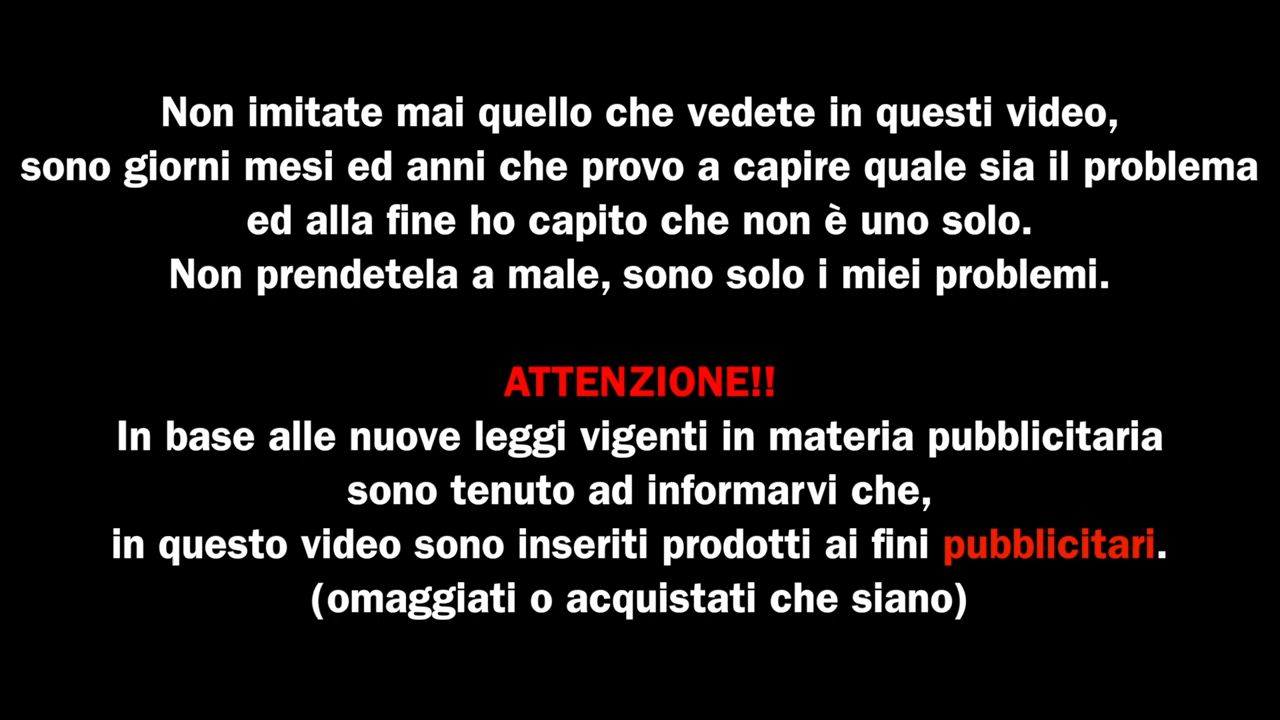 Non imitate mai quello che vedete in questi video,
sono giorni mesi ed anni che provo a capire quale sia il problema
ed alla fine ho capito che non è uno solo.
Non prendetela a male, sono solo i miei problemi.
ATTENZIONE!!
In base alle nuove leggi vigenti in materia pubblicitaria
sono tenuto ad informarvi che,
in questo video sono inseriti prodotti ai fini pubblicitari.
(omaggiati o acquistati che siano)